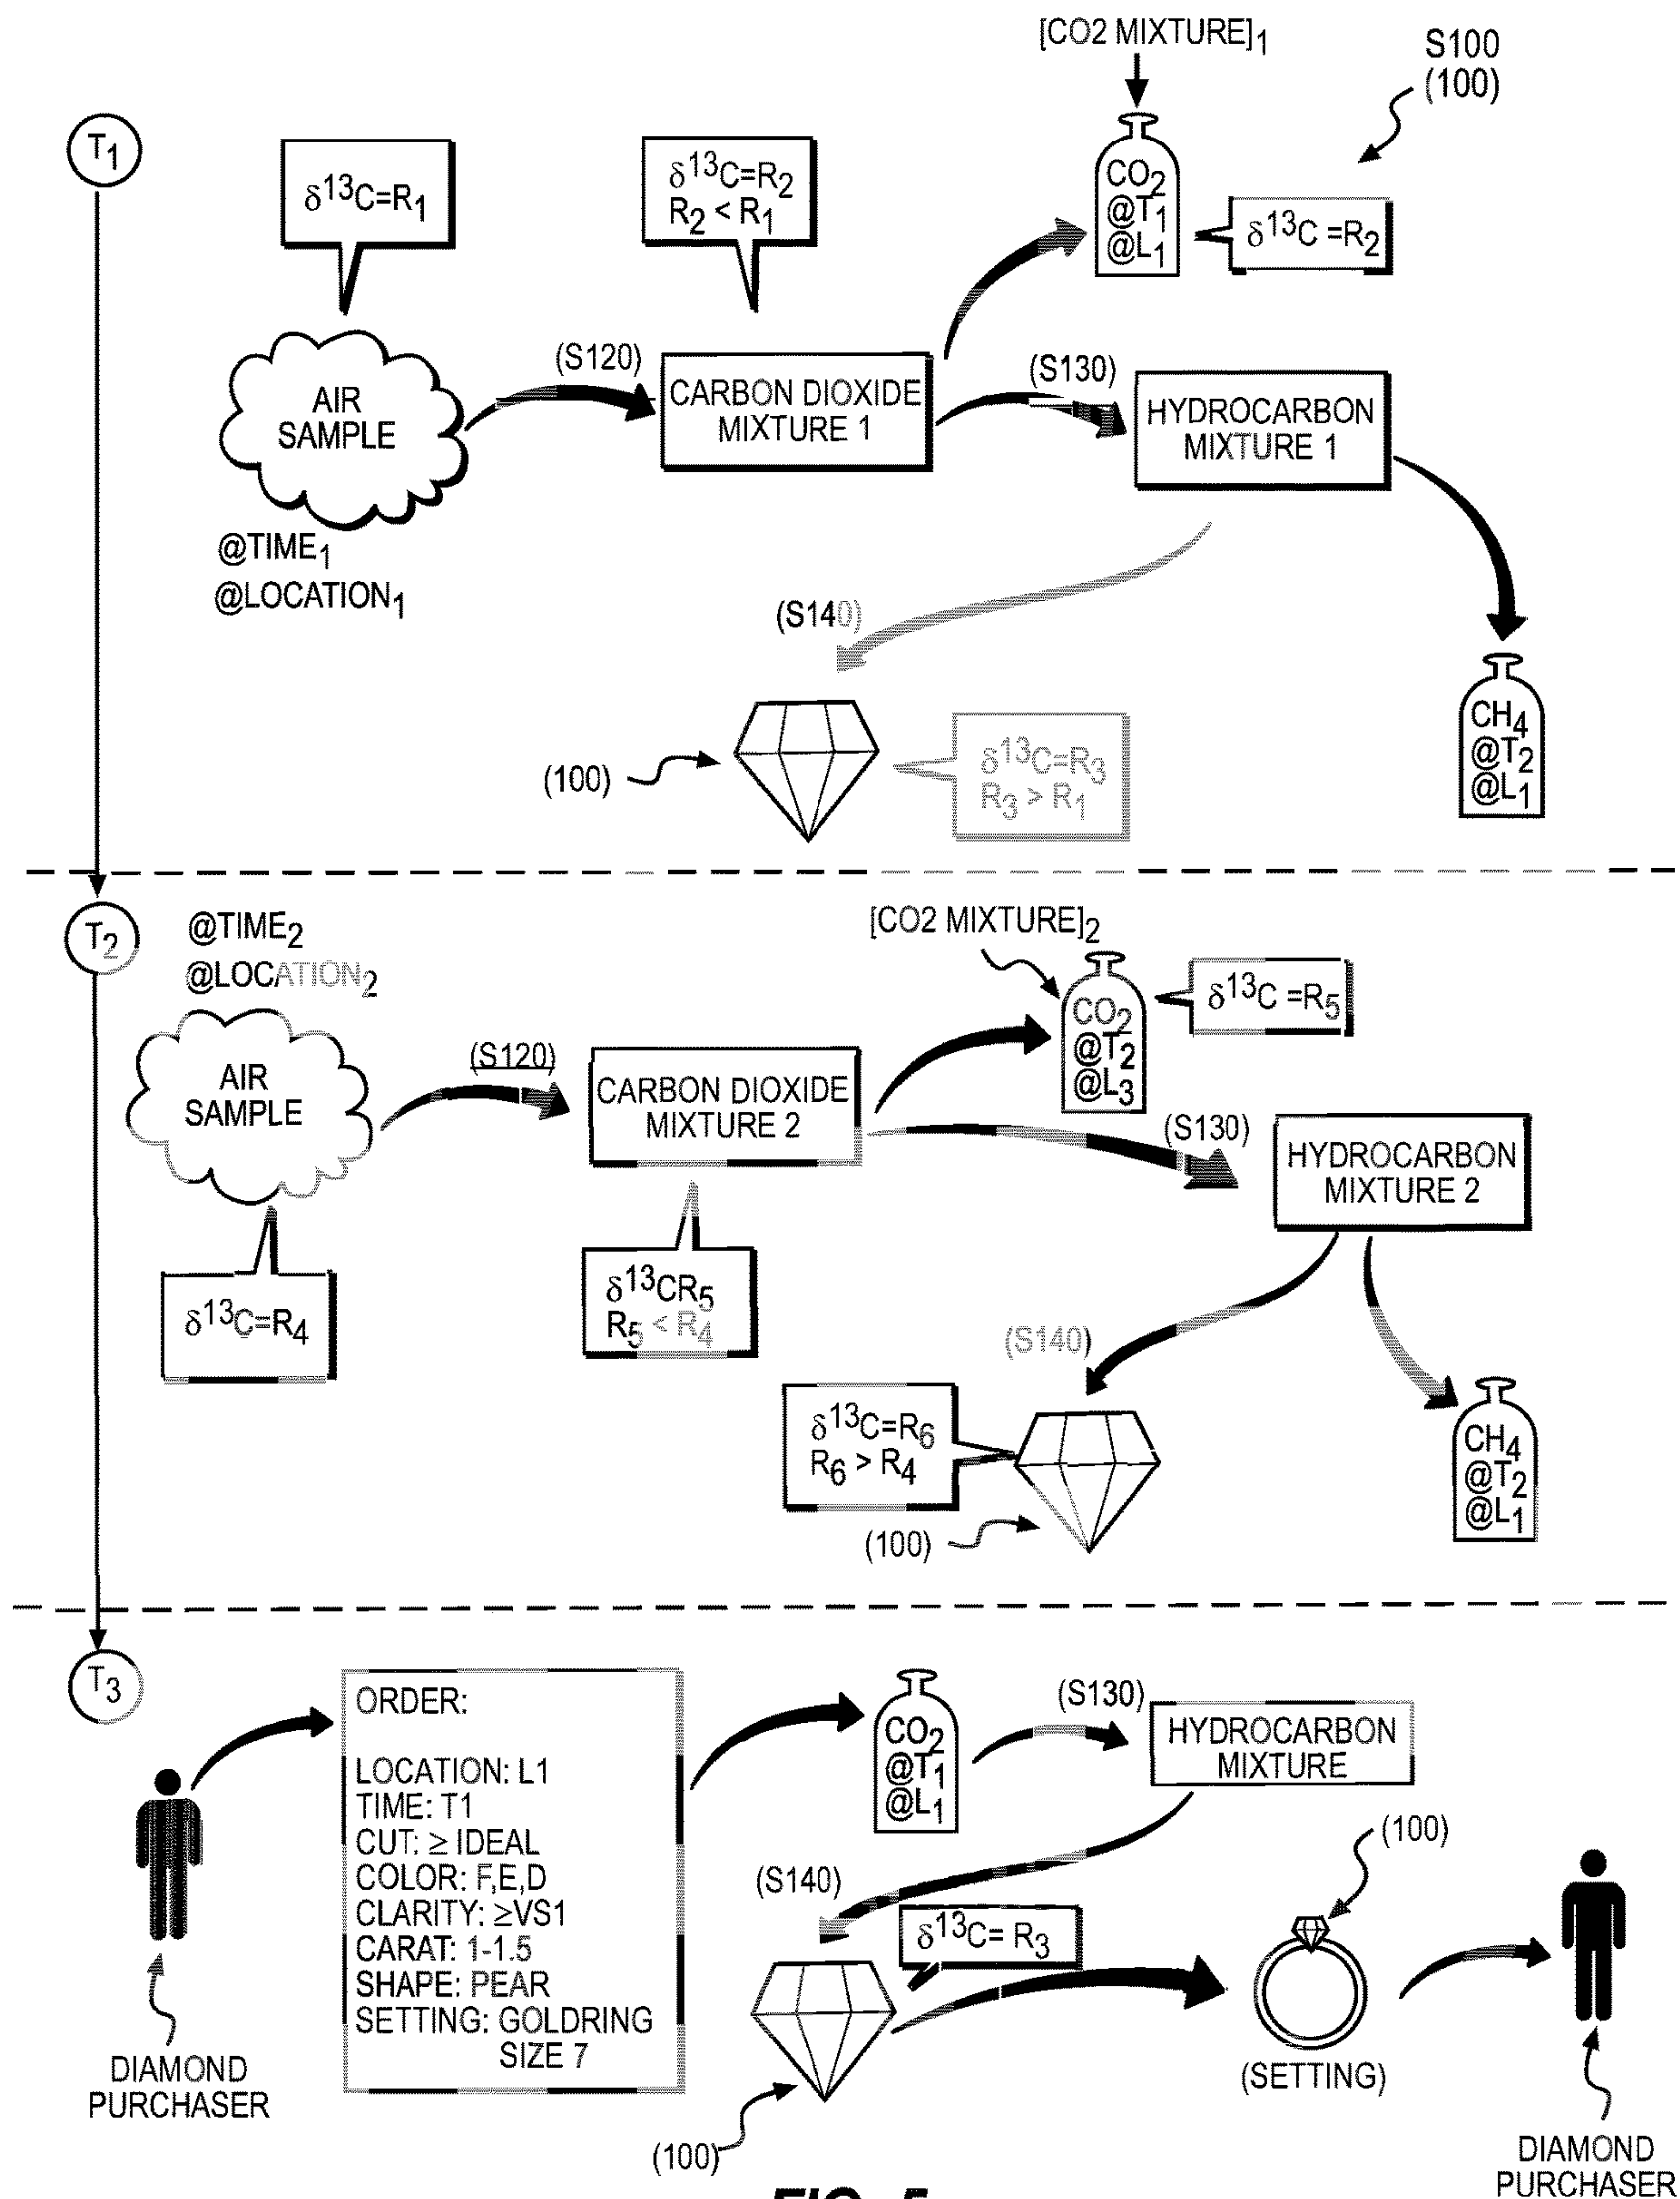 [CO2 MIXTURE]₁
S100
(100)
T₁
δ¹³C=R₁
δ¹³C=R₂
R₂ < R₁
CO₂
@T₁
@L₁
δ¹³C =R₂
AIR
SAMPLE
(S120)
CARBON DIOXIDE
MIXTURE 1
(S130)
HYDROCARBON
MIXTURE 1
@TIME₁
@LOCATION₁
(S140)
(100)
δ¹³C=R₃
R₃ > R₁
CH₄
@T₂
@L₁
T₂
@TIME₂
@LOCATION₂
[CO2 MIXTURE]₂
CO₂
@T₂
@L₃
δ¹³C =R₅
AIR
SAMPLE
(S120)
CARBON DIOXIDE
MIXTURE 2
(S130)
HYDROCARBON
MIXTURE 2
δ¹³C=R₄
δ¹³CR₅
R₅ < R₄
(S140)
δ¹³C=R₆
R₆ > R₄
(100)
CH₄
@T₂
@L₁
T₃
ORDER:
LOCATION: L1
TIME: T1
CUT: ≥ IDEAL
COLOR: F,E,D
CLARITY: ≥VS1
CARAT: 1-1.5
SHAPE: PEAR
SETTING: GOLDRING
SIZE 7
DIAMOND
PURCHASER
CO₂
@T₁
@L₁
(S130)
HYDROCARBON
MIXTURE
(S140)
δ¹³C= R₃
(100)
(100)
(SETTING)
DIAMOND
PURCHASER
FIG. 5